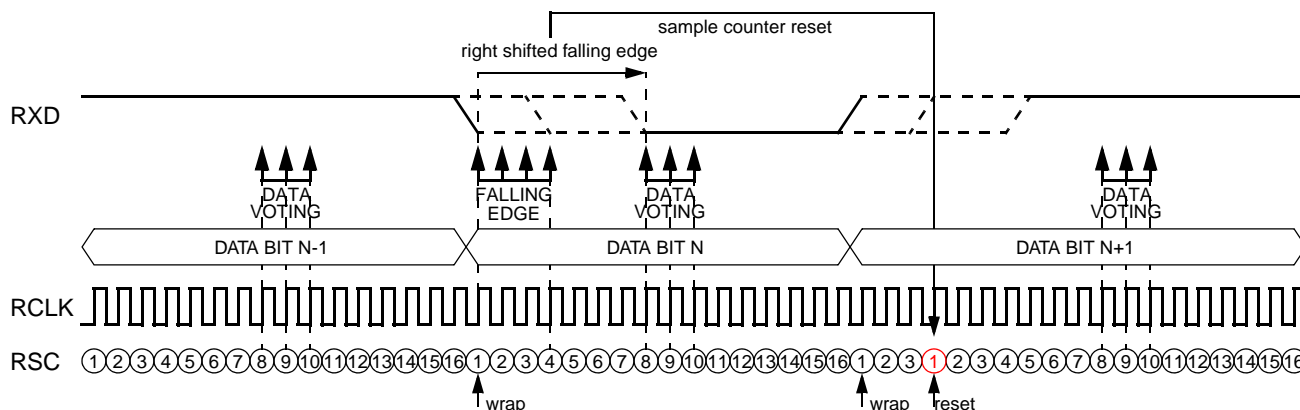 sample counter reset
right shifted falling edge
RXD
DATA VOTING
FALLING EDGE
DATA VOTING
DATA VOTING
DATA BIT N-1
DATA BIT N
DATA BIT N+1
RCLK
RSC 1 2 3 4 5 6 7 8 9 10 11 12 13 14 15 16 1 2 3 4 5 6 7 8 9 10 11 12 13 14 15 16 1 2 3 1 2 3 4 5 6 7 8 9 10 11 12 13 14 15 16
wrap
wrap
reset